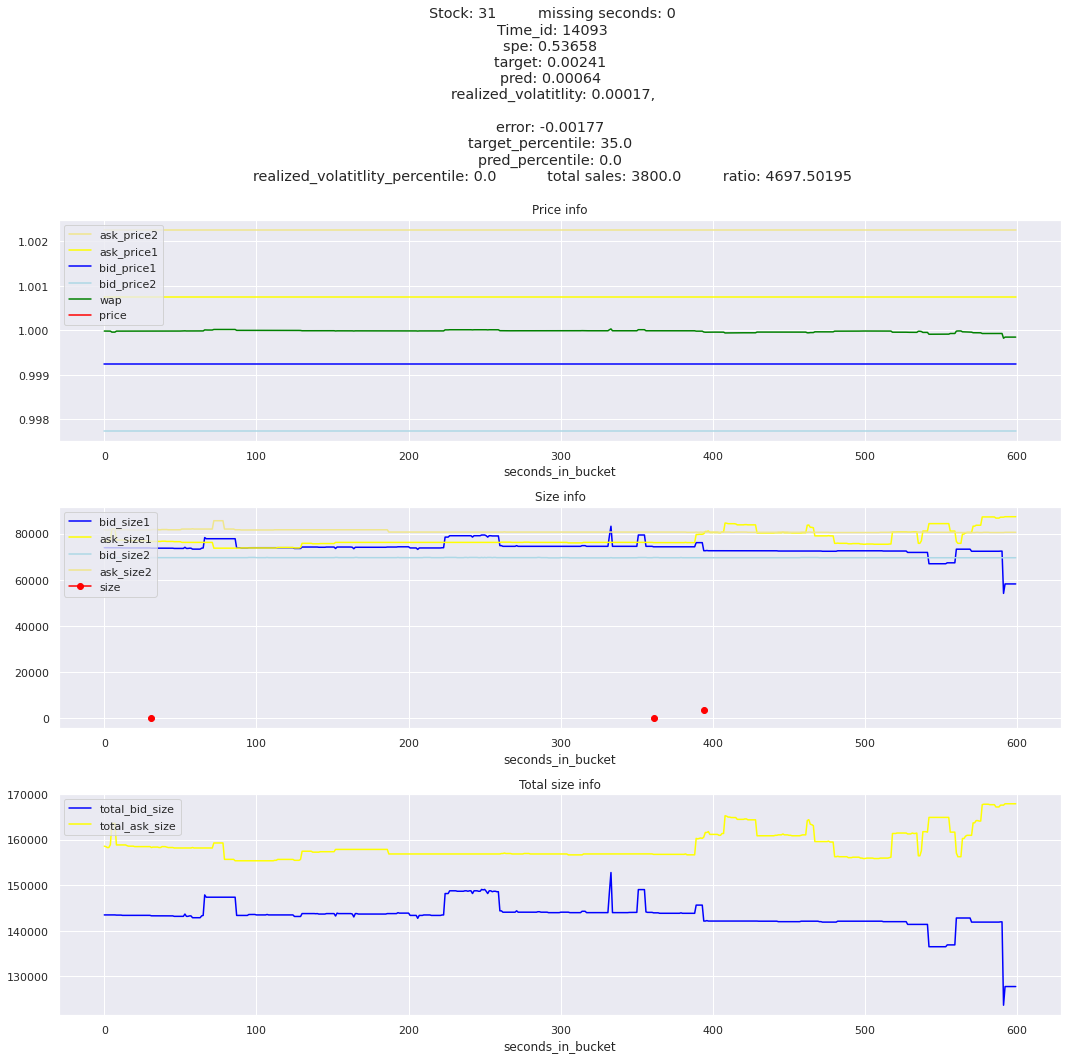 Stock: 31 missing seconds: 0
Time_id: 14093
spe: 0.53658
target: 0.00241
pred: 0.00064
realized_volatitlity: 0.00017,
error: -0.00177
target_percentile: 35.0
pred_percentile: 0.0
realized_volatitlity_percentile: 0.0 total sales: 3800.0 ratio: 4697.50195
Price info
ask_price2
ask_price1
bid_price1
bid_price2
wap
price
1.002
1.001
1.000
0.999
0.998
0 100 200 300 400 500 600
seconds_in_bucket
Size info
bid_size1
ask_size1
bid_size2
ask_size2
size
80000
60000
40000
20000
0
0 100 200 300 400 500 600
seconds_in_bucket
Total size info
total_bid_size
total_ask_size
170000
160000
150000
140000
130000
0 100 200 300 400 500 600
seconds_in_bucket